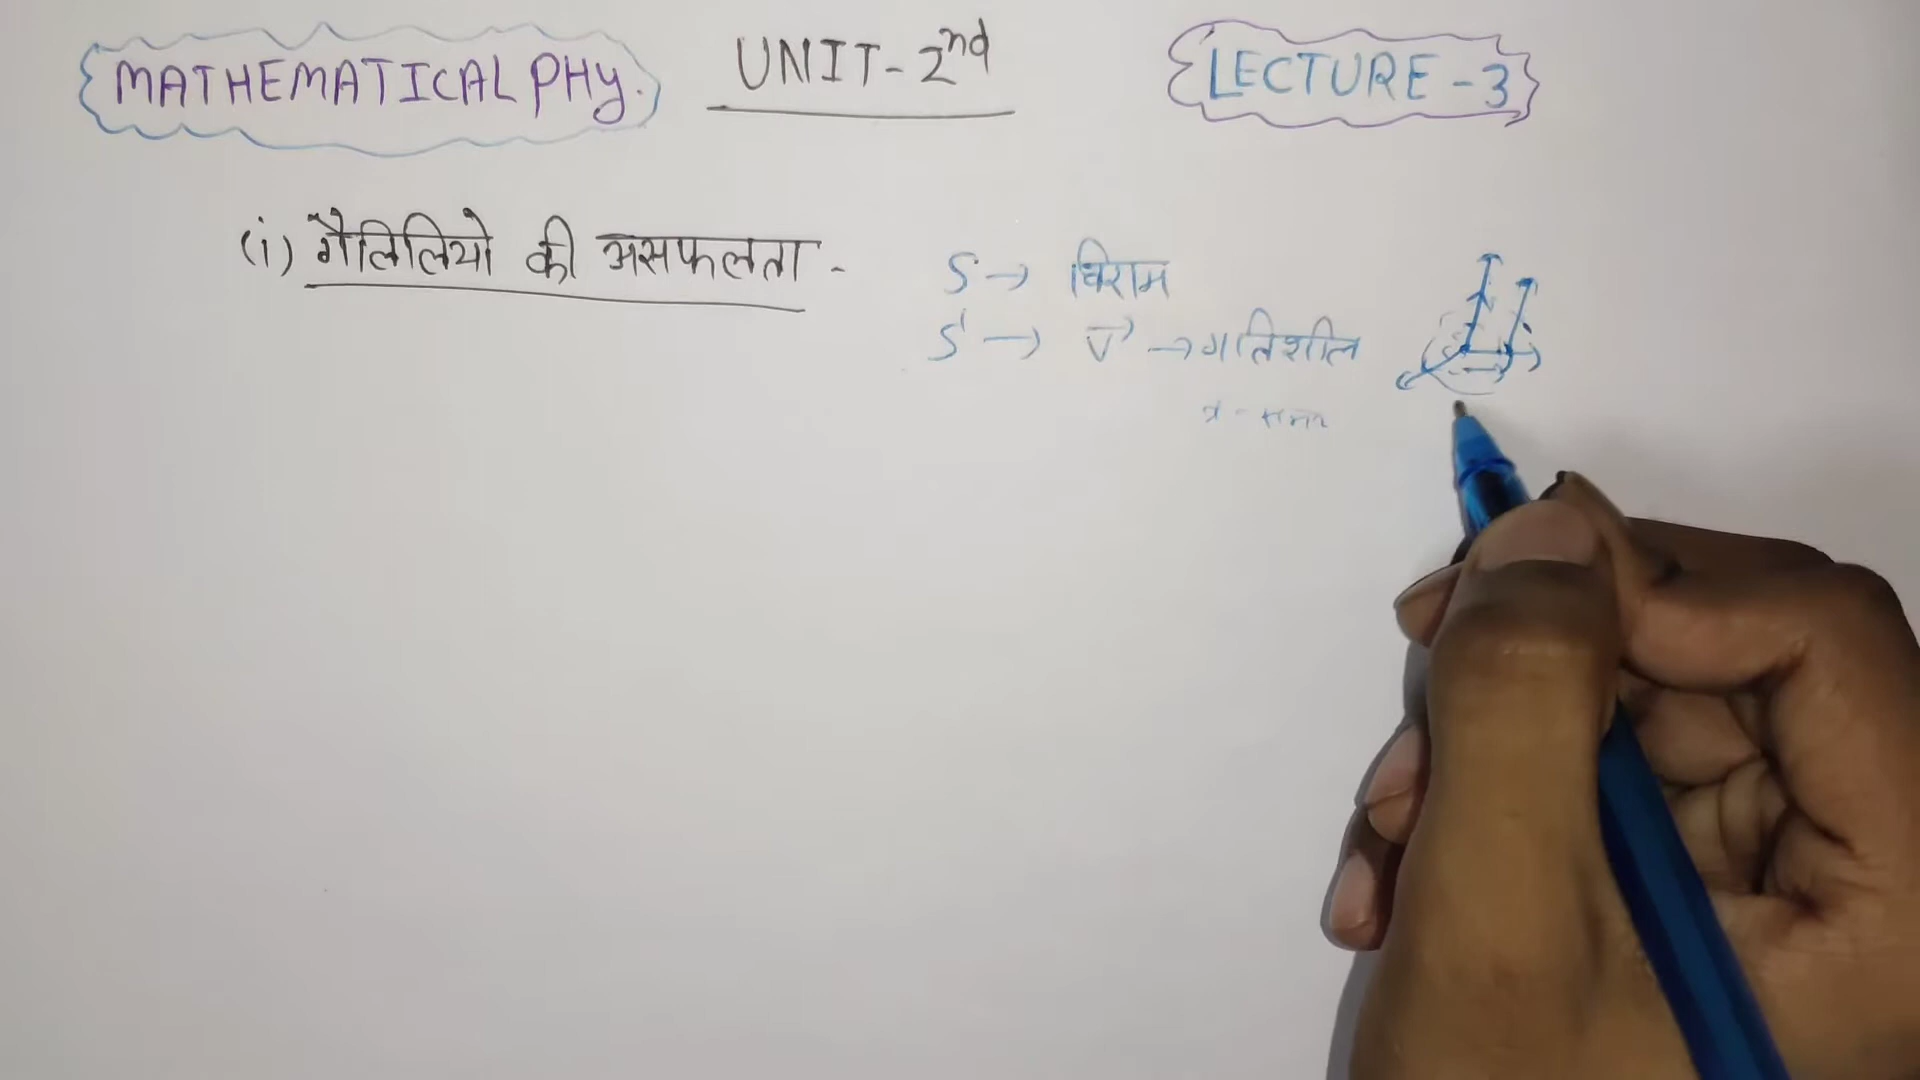 MATHEMATICAL PHY. UNIT-2nd LECTURE-3
(i) गैलिलियो की असफलता -
S → विराम
S' → V → गतिशील